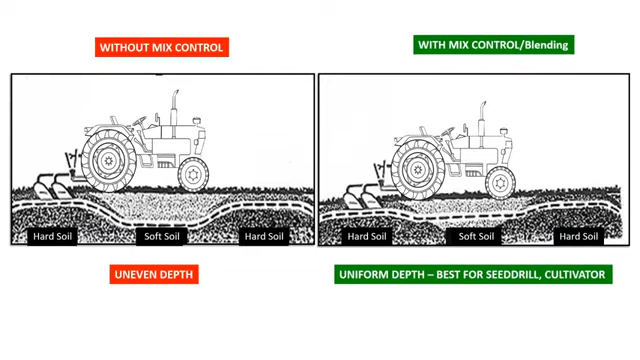 WITHOUT MIX CONTROL
WITH MIX CONTROL/Blending
Hard Soil
Soft Soil
Hard Soil
Hard Soil
Soft Soil
Hard Soil
UNEVEN DEPTH
UNIFORM DEPTH – BEST FOR SEEDDRILL, CULTIVATOR